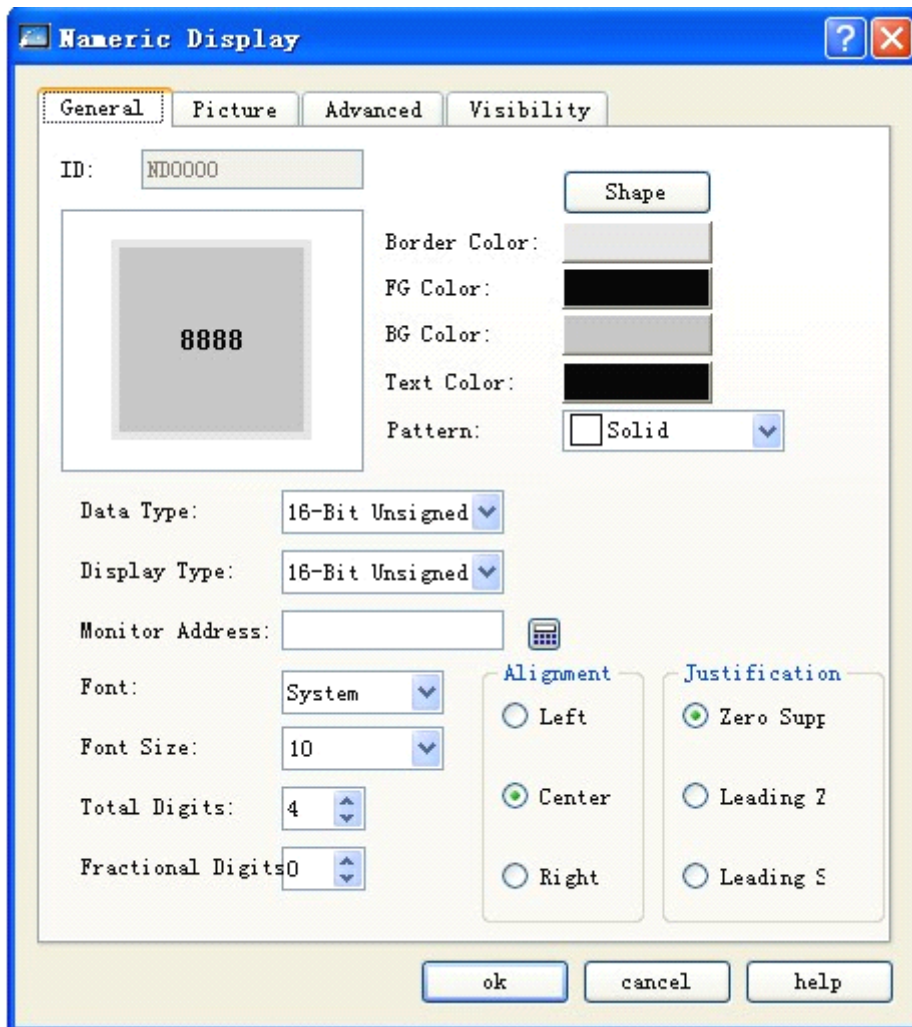 Nameric Display
General Picture Advanced Visibility
ID: ND0000
Shape
Border Color:
FG Color:
8888
BG Color:
Text Color:
Pattern: Solid
Data Type: 16-Bit Unsigned
Display Type: 16-Bit Unsigned
Monitor Address:
Alignment Justification
Font: System
Left Zero Supp
Font Size: 10
Center Leading Z
Total Digits: 4
Fractional Digits 0
Right Leading S
ok cancel help